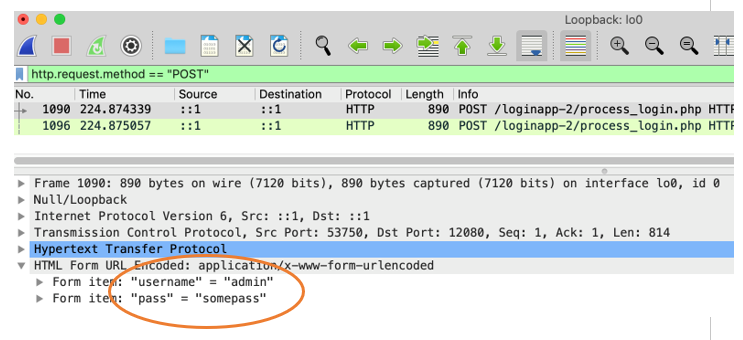 Loopback: lo0
http.request.method == "POST"
No. Time Source Destination Protocol Length Info
1090 224.874339 ::1 ::1 HTTP 890 POST /loginapp-2/process_login.php HTT
1096 224.875057 ::1 ::1 HTTP 890 POST /loginapp-2/process_login.php HTT
Frame 1090: 890 bytes on wire (7120 bits), 890 bytes captured (7120 bits) on interface lo0, id 0
Null/Loopback
Internet Protocol Version 6, Src: ::1, Dst: ::1
Transmission Control Protocol, Src Port: 53750, Dst Port: 12080, Seq: 1, Ack: 1, Len: 814
Hypertext Transfer Protocol
HTML Form URL Encoded: application/x-www-form-urlencoded
Form item: "username" = "admin"
Form item: "pass" = "somepass"